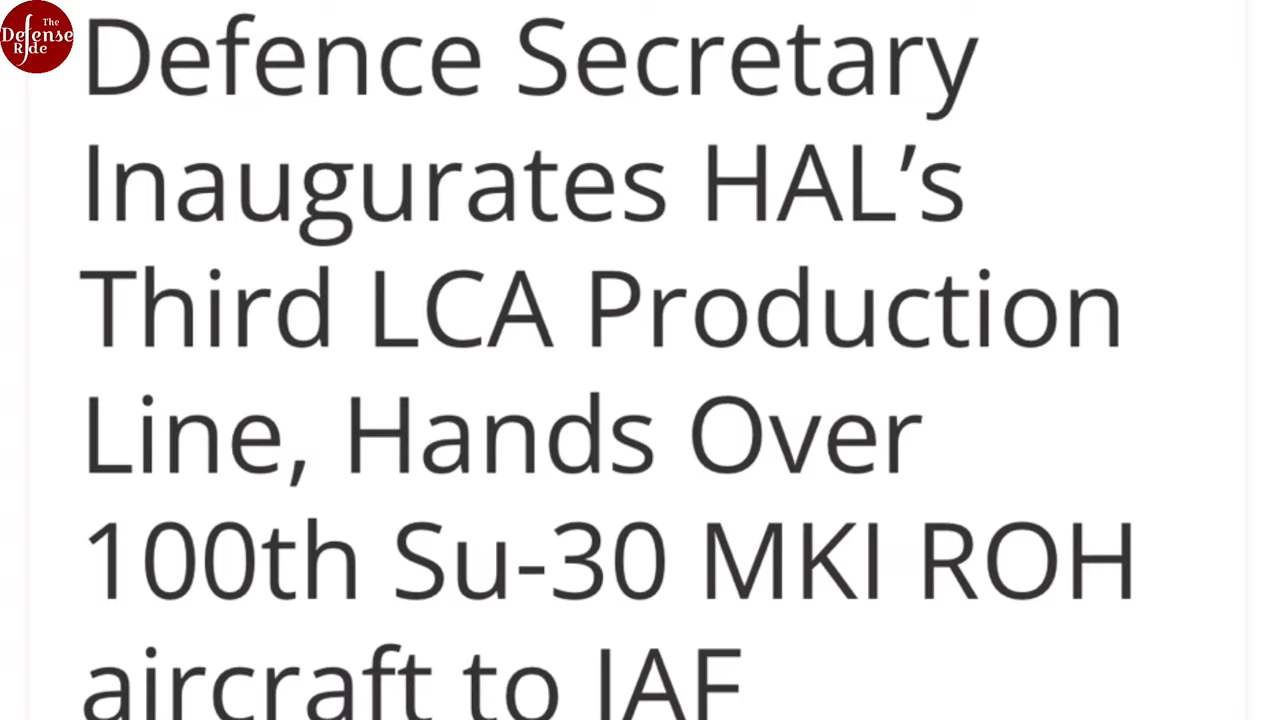 The
Defense
Ride
Defence Secretary
Inaugurates HAL’s
Third LCA Production
Line, Hands Over
100th Su-30 MKI ROH
aircraft to IAF